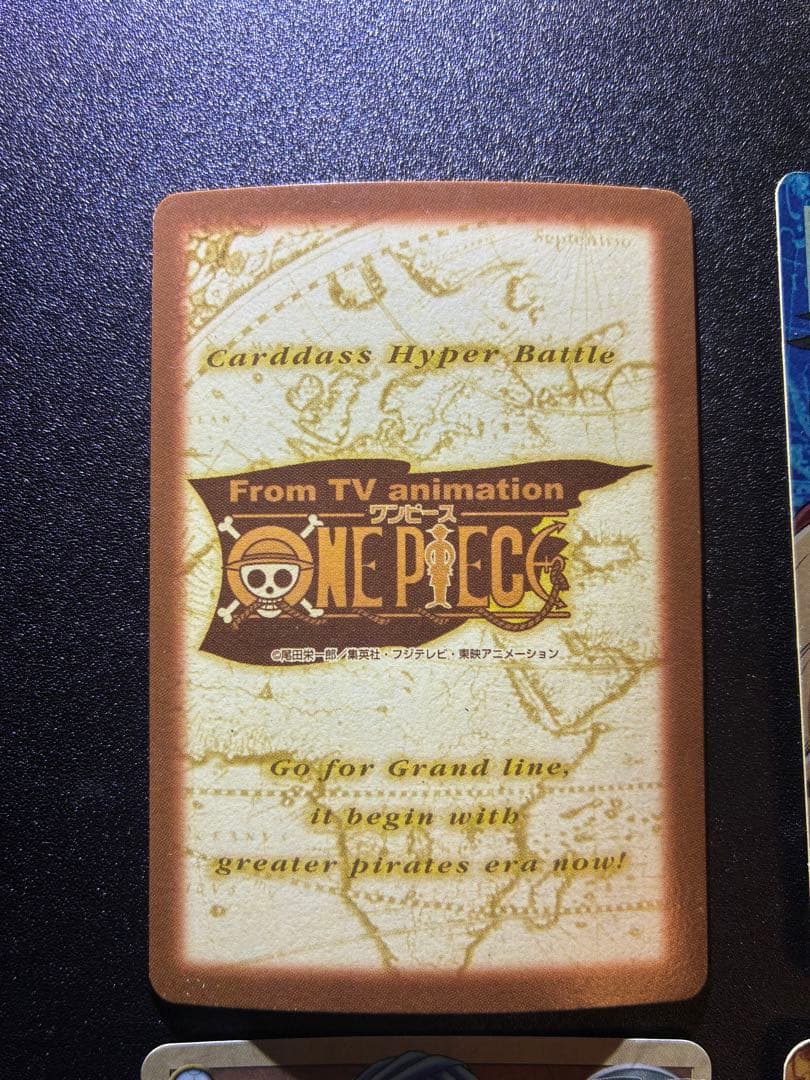 Septentrio
Carddass Hyper Battle
From TV animation
ワンピース
ONE PIECE
©尾田栄一郎／集英社・フジテレビ・東映アニメーション
Go for Grand line,
it begin with
greater pirates era now!